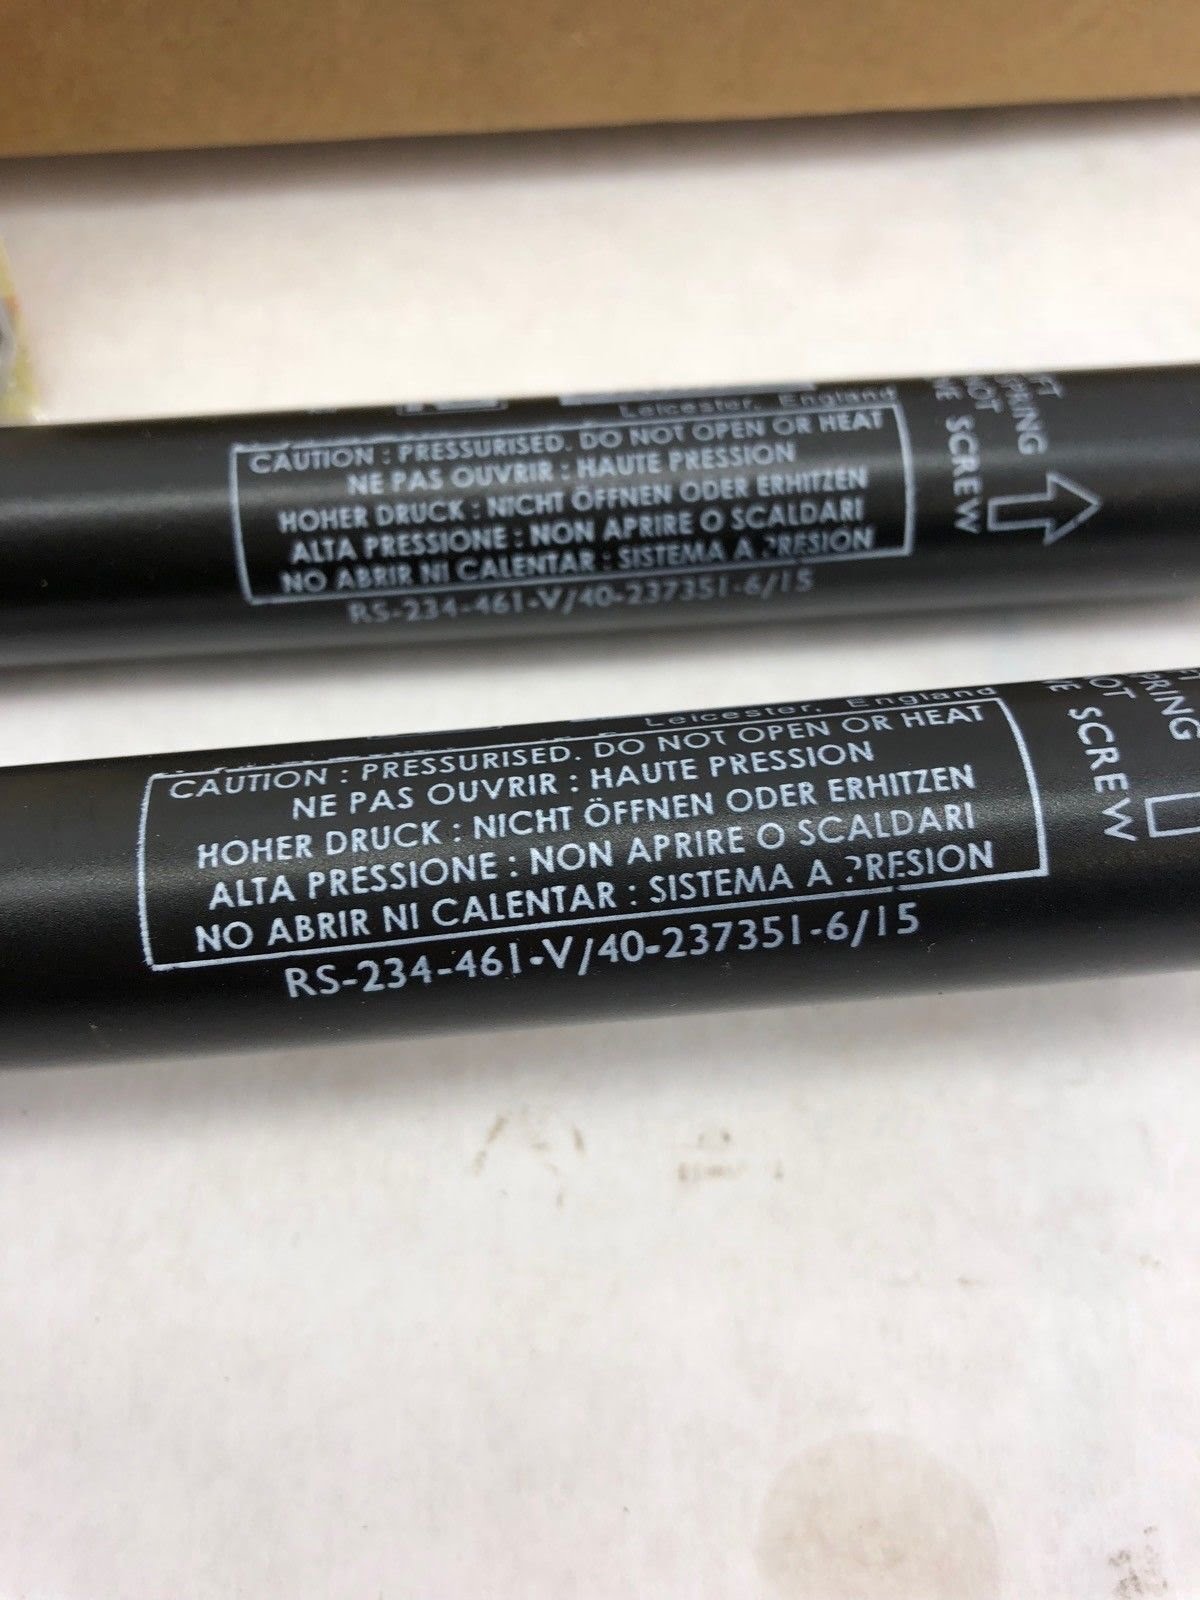 Leicester, England
CAUTION : PRESSURISED. DO NOT OPEN OR HEAT
NE PAS OUVRIR : HAUTE PRESSION
HOHER DRUCK : NICHT ÖFFNEN ODER ERHITZEN
ALTA PRESSIONE : NON APRIRE O SCALDARI
NO ABRIR NI CALENTAR : SISTEMA A PRESION
RS-234-461-V/40-237351-6/15
SPRING
NOT
SCREW
Leicester, England
CAUTION : PRESSURISED. DO NOT OPEN OR HEAT
NE PAS OUVRIR : HAUTE PRESSION
HOHER DRUCK : NICHT ÖFFNEN ODER ERHITZEN
ALTA PRESSIONE : NON APRIRE O SCALDARI
NO ABRIR NI CALENTAR : SISTEMA A PRESION
RS-234-461-V/40-237351-6/15
PRING
OT
SCREW